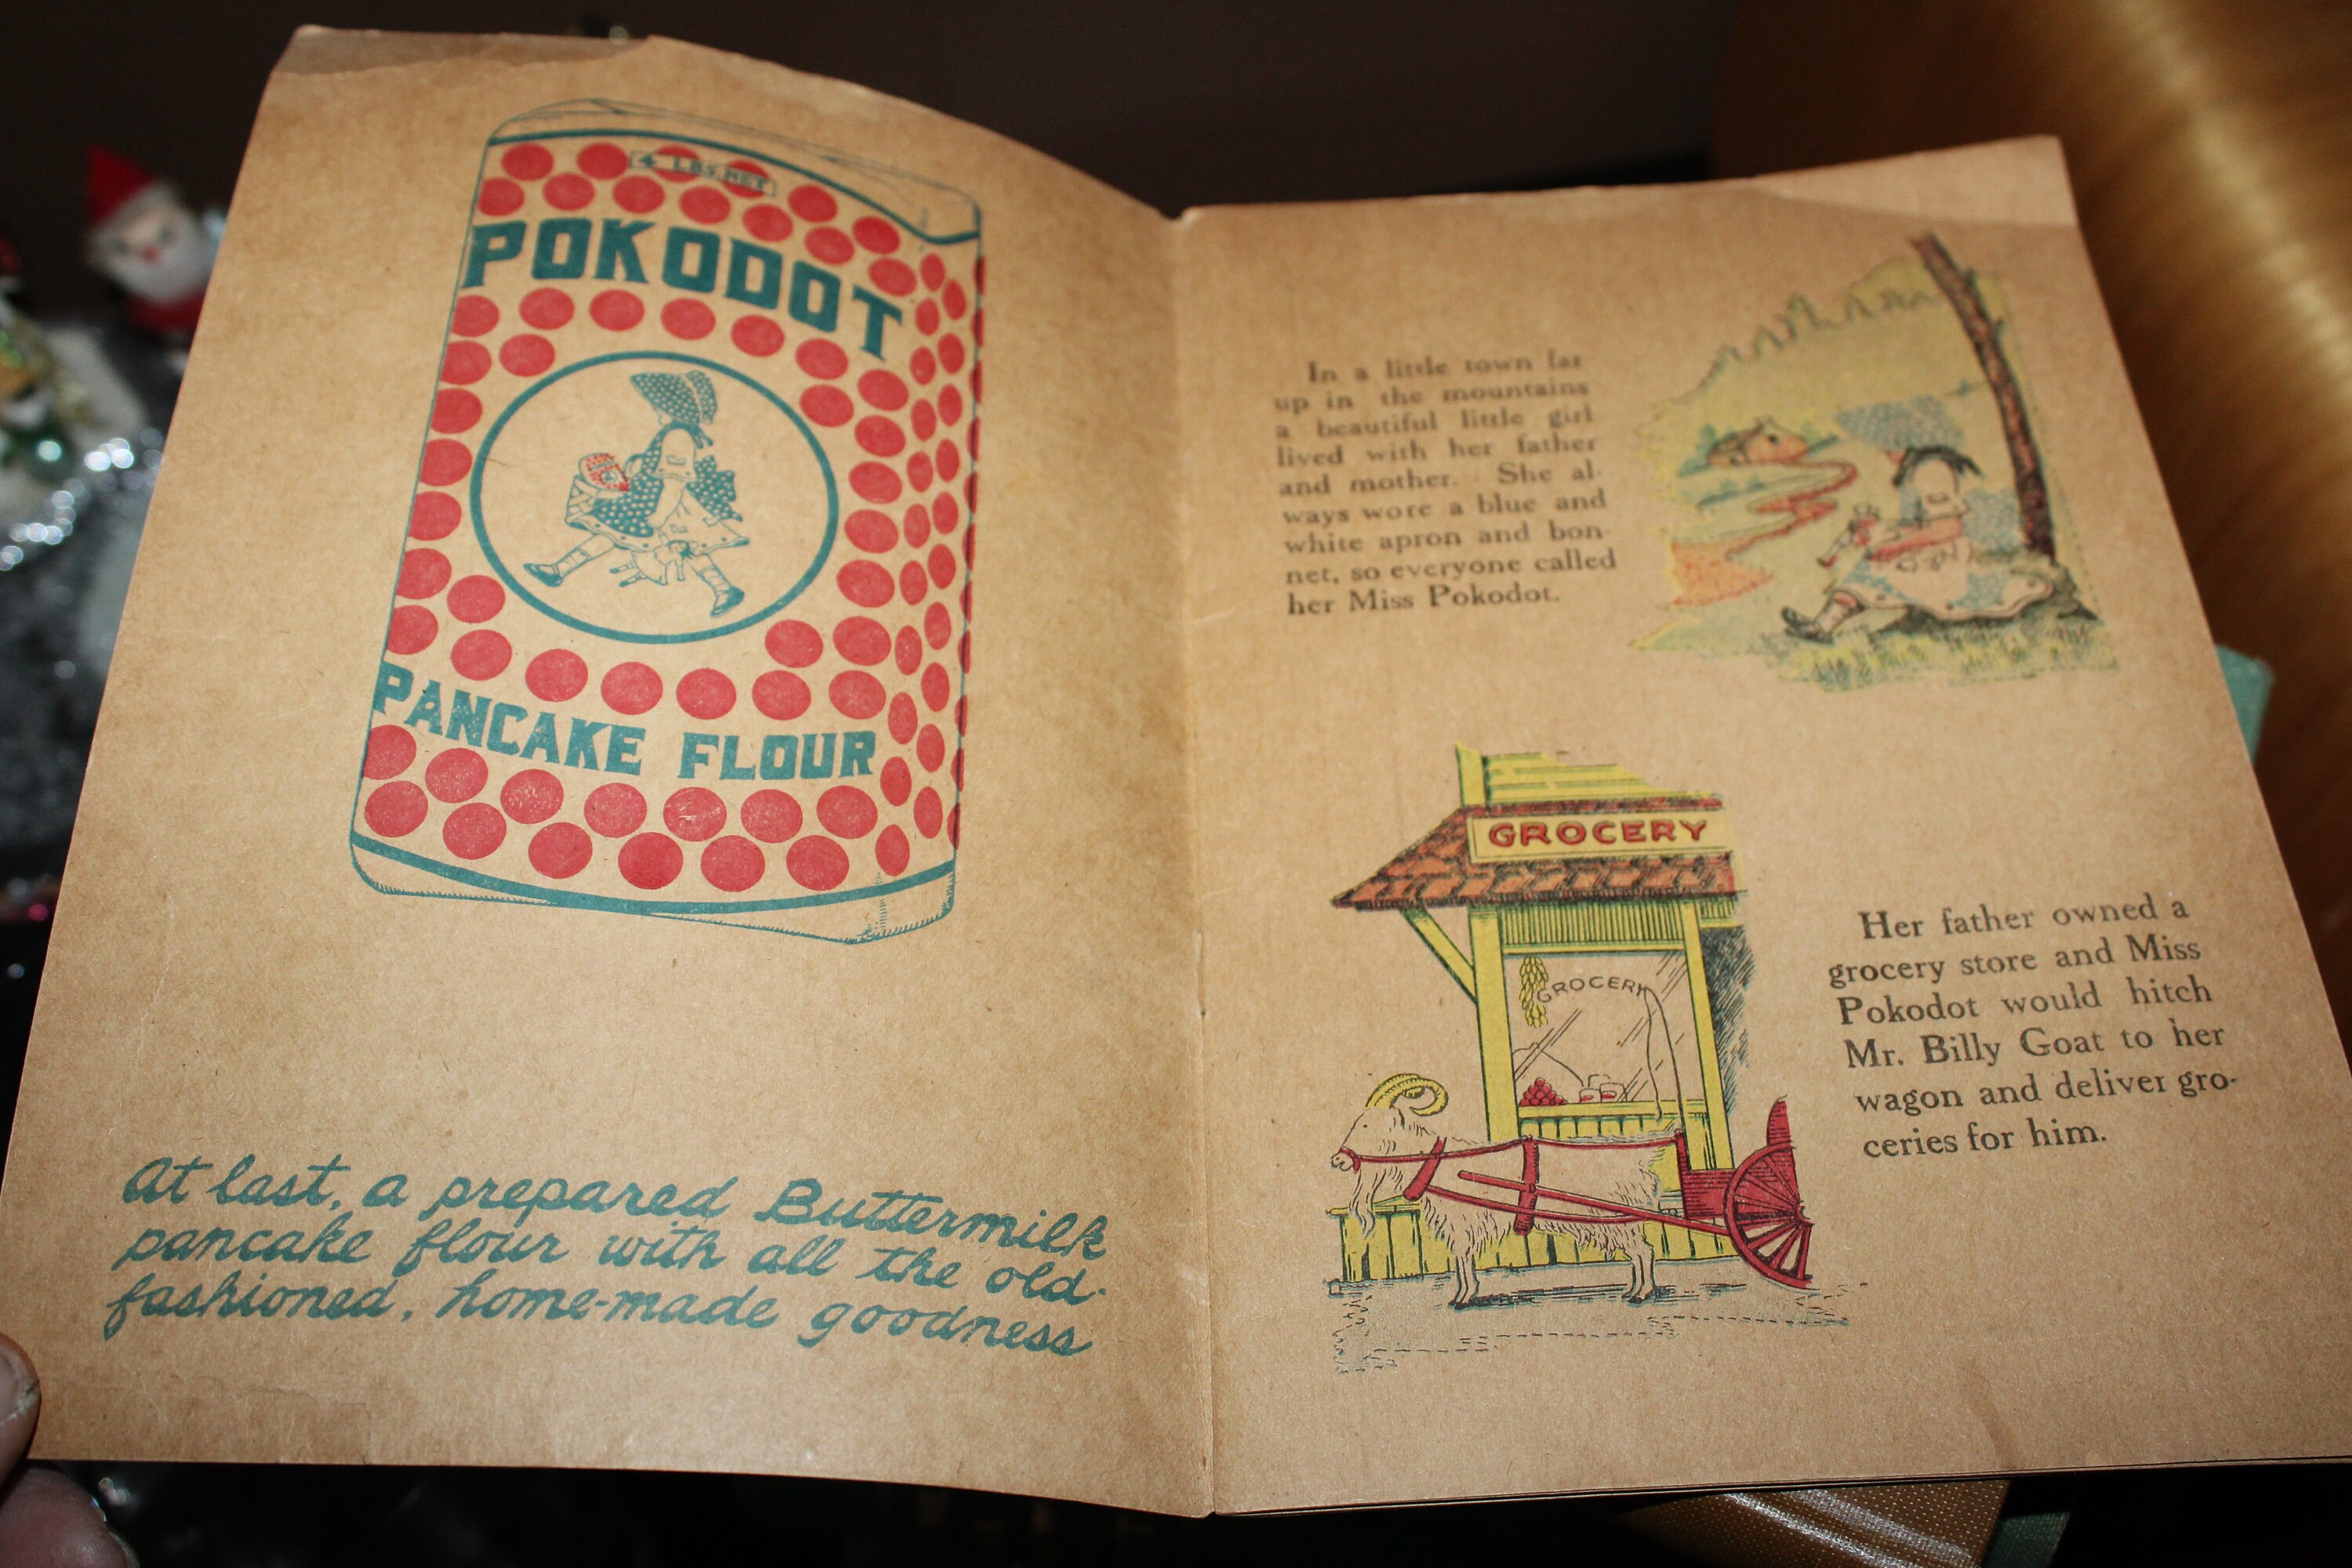 4 LBS. NET
POKODOT
PANCAKE FLOUR
At last, a prepared Buttermilk
pancake flour with all the old-
fashioned, home-made goodness
In a little town far
up in the mountains
a beautiful little girl
lived with her father
and mother. She al-
ways wore a blue and
white apron and bon-
net, so everyone called
her Miss Pokodot.
GROCERY
GROCERY
Her father owned a
grocery store and Miss
Pokodot would hitch
Mr. Billy Goat to her
wagon and deliver gro-
ceries for him.